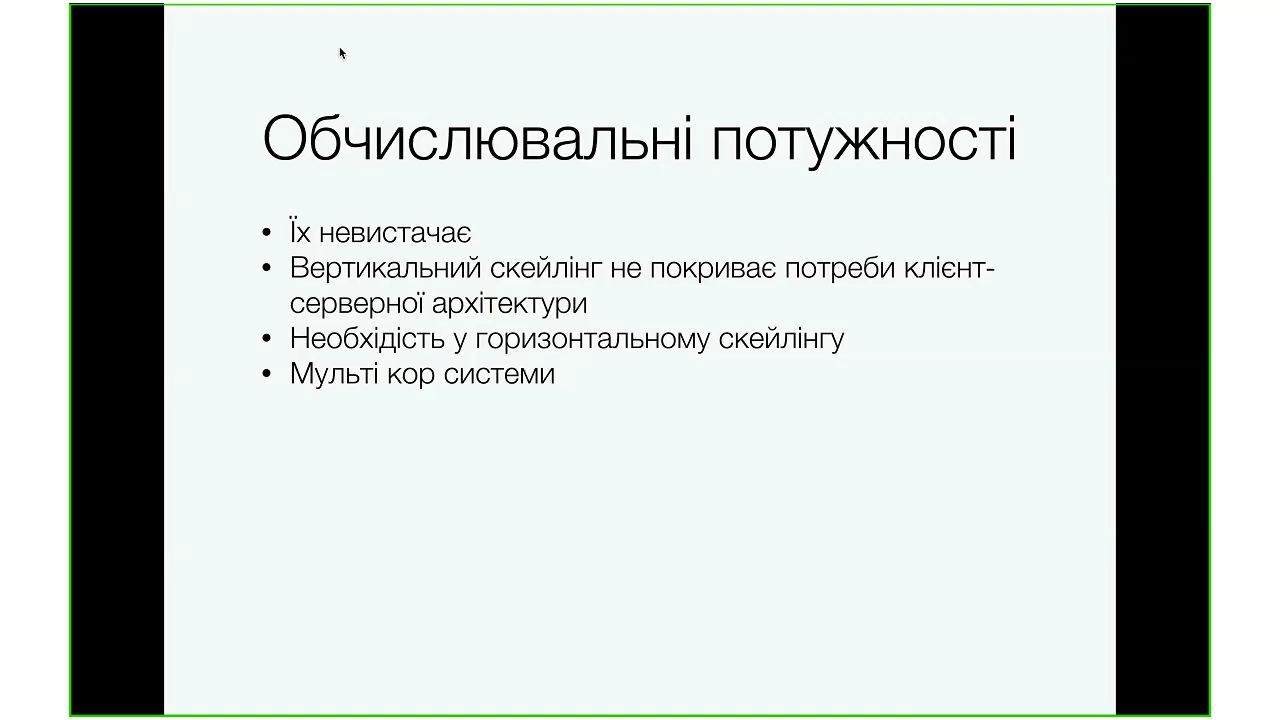 Обчислювальні потужності
• Їх невистачає
• Вертикальний скейлінг не покриває потреби клієнт-
серверної архітектури
• Необхідість у горизонтальному скейлінгу
• Мульті кор системи